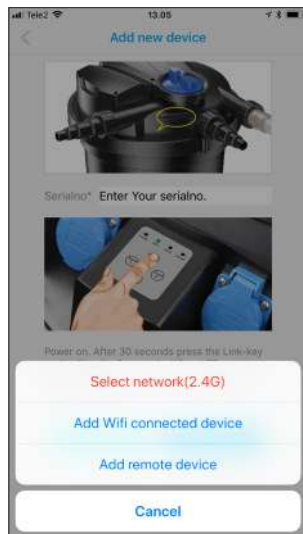 Tele2
13.05
Add new device
Serialno* Enter Your serialno.
Power on. After 30 seconds press the Link-key
Select network(2.4G)
Add Wifi connected device
Add remote device
Cancel